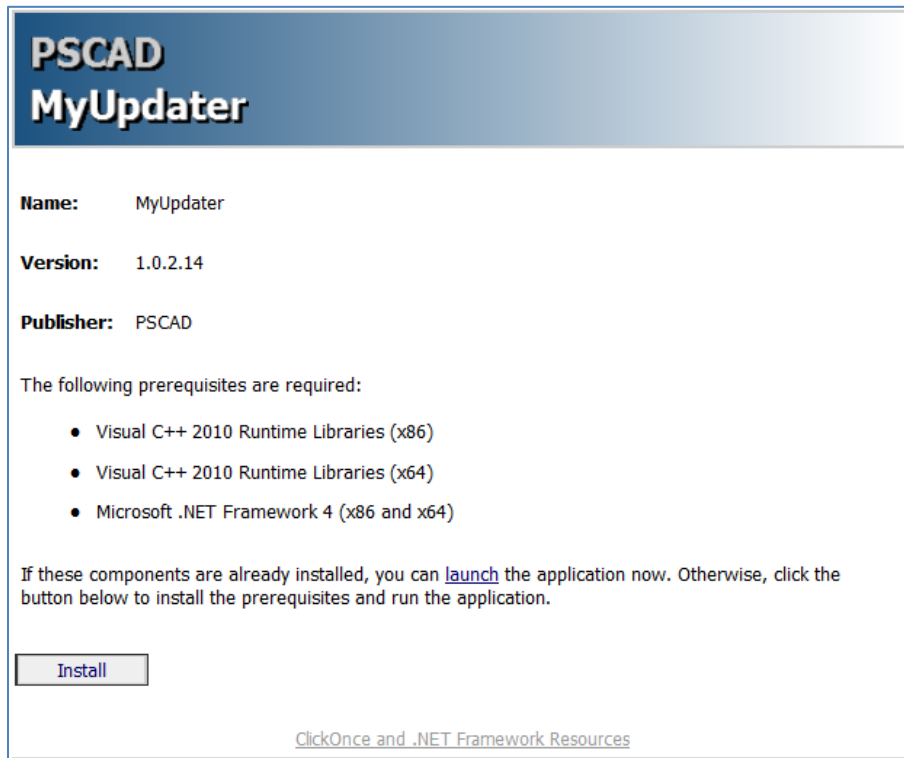 PSCAD
MyUpdater
Name: MyUpdater
Version: 1.0.2.14
Publisher: PSCAD
The following prerequisites are required:
• Visual C++ 2010 Runtime Libraries (x86)
• Visual C++ 2010 Runtime Libraries (x64)
• Microsoft .NET Framework 4 (x86 and x64)
If these components are already installed, you can launch the application now. Otherwise, click the
button below to install the prerequisites and run the application.
Install
ClickOnce and .NET Framework Resources